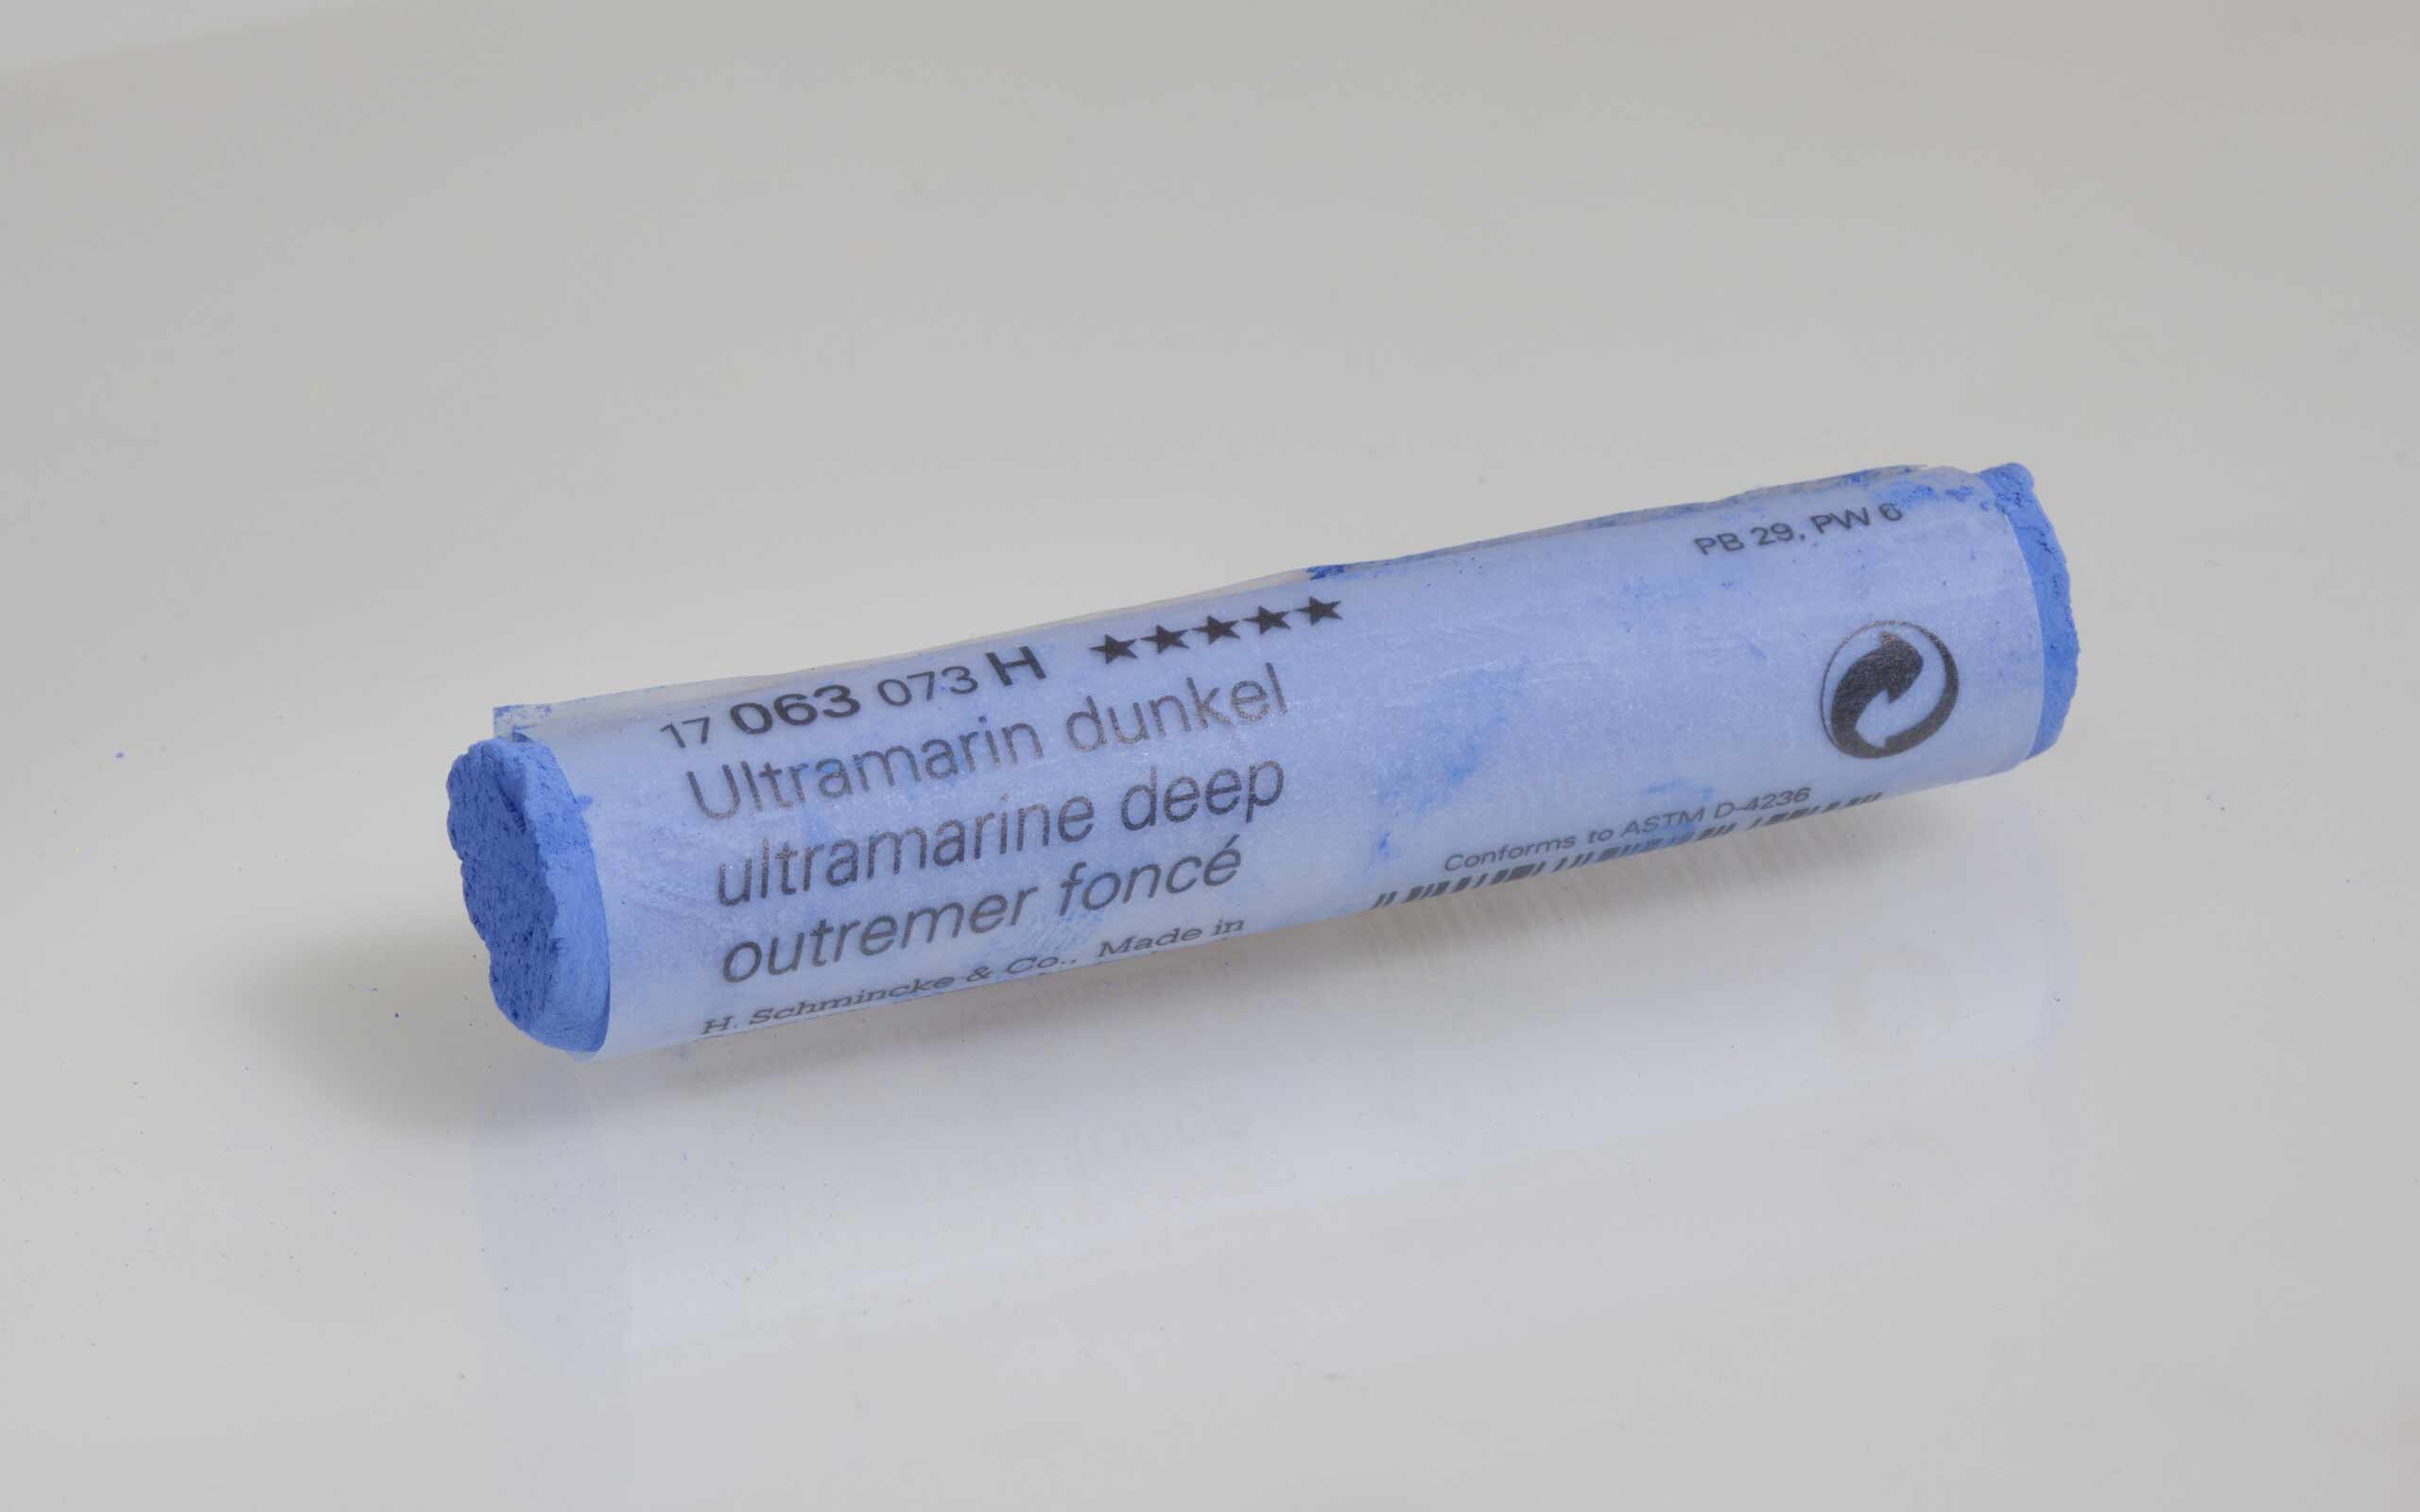 17 063 073 H ★★★★★
PB 29, PW 6
Ultramarin dunkel
ultramarine deep
outremer foncé
H. Schmincke & Co., Made in
Conforms to ASTM D-4236